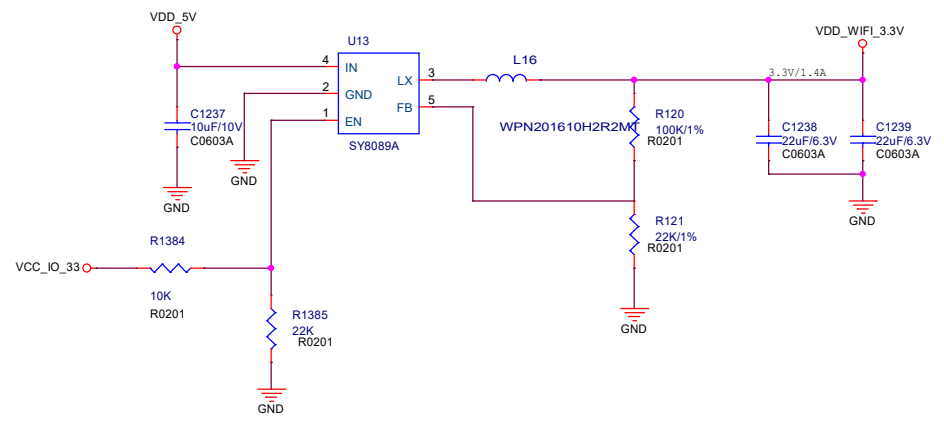 VDD_5V
U13
4
IN
2
GND
1
EN
LX
3
FB
5
SY8089A
L16
WPN201610H2R2MT
VDD_WIFI_3.3V
3.3V/1.4A
C1237
10uF/10V
C0603A
GND
GND
R120
100K/1%
R0201
C1238
22uF/6.3V
C0603A
C1239
22uF/6.3V
C0603A
GND
R121
22K/1%
R0201
GND
R1384
VCC_IO_33
10K
R0201
R1385
22K
R0201
GND